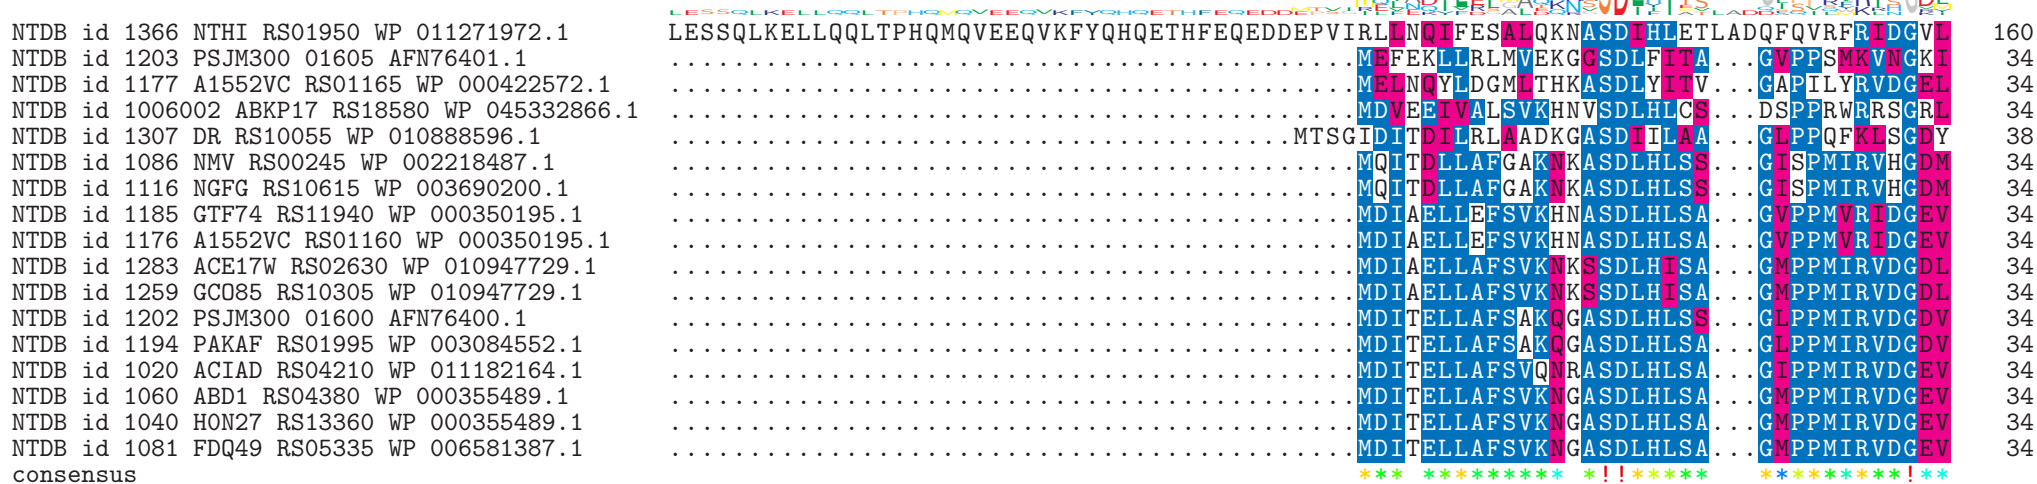 NTDB id 1366 NTHI RS01950 WP 011271972.1 LESSQLKELLQQLTPHQMQVEEQVKFYQHQETHFEQEDDEPVIRLLNQIFESALQKNASDIHLETLADQFQVRFRIDGVL 160
NTDB id 1203 PSJM300 01605 AFN76401.1 ...........................................MEFEKLLRLMVEKGGSDLFITA...GVPPSMKVNGKI 34
NTDB id 1177 A1552VC RS01165 WP 000422572.1 ...........................................MELNQYLDGMLTHKASDLYITV...GAPILYRVDGEL 34
NTDB id 1006002 ABKP17 RS18580 WP 045332866.1 ...........................................MDVEEIVALSVKHNVSDLHLCS...DSPPRWRRSGRL 34
NTDB id 1307 DR RS10055 WP 010888596.1 .......................................MTSGIDITDILRLAADKGASDIILAA...GLPPQFKLSGDY 38
NTDB id 1086 NMV RS00245 WP 002218487.1 ...........................................MQITDLLAFGAKNKASDLHLSS...GISPMIRVHGDM 34
NTDB id 1116 NGFG RS10615 WP 003690200.1 ...........................................MQITDLLAFGAKNKASDLHLSS...GISPMIRVHGDM 34
NTDB id 1185 GTF74 RS11940 WP 000350195.1 ...........................................MDIAELLEFSVKHNASDLHLSA...GVPPMVRIDGEV 34
NTDB id 1176 A1552VC RS01160 WP 000350195.1 ...........................................MDIAELLEFSVKHNASDLHLSA...GVPPMVRIDGEV 34
NTDB id 1283 ACE17W RS02630 WP 010947729.1 ...........................................MDIAELLAFSVKNKSSDLHISA...GMPPMIRVDGDL 34
NTDB id 1259 GCO85 RS10305 WP 010947729.1 ...........................................MDIAELLAFSVKNKSSDLHISA...GMPPMIRVDGDL 34
NTDB id 1202 PSJM300 01600 AFN76400.1 ...........................................MDITELLAFSAKQGASDLHLSS...GLPPMIRVDGDV 34
NTDB id 1194 PAKAF RS01995 WP 003084552.1 ...........................................MDITELLAFSAKQGASDLHLSA...GLPPMIRVDGDV 34
NTDB id 1020 ACIAD RS04210 WP 011182164.1 ...........................................MDITELLAFSVQNRASDLHLSA...GIPPMIRVDGEV 34
NTDB id 1060 ABD1 RS04380 WP 000355489.1 ...........................................MDITELLAFSVKNGASDLHLSA...GMPPMIRVDGEV 34
NTDB id 1040 HON27 RS13360 WP 000355489.1 ...........................................MDITELLAFSVKNGASDLHLSA...GMPPMIRVDGEV 34
NTDB id 1081 FDQ49 RS05335 WP 006581387.1 ...........................................MDITELLAFSVKNGASDLHLSA...GMPPMIRVDGEV 34
consensus *** ********* *!!***** *********!**